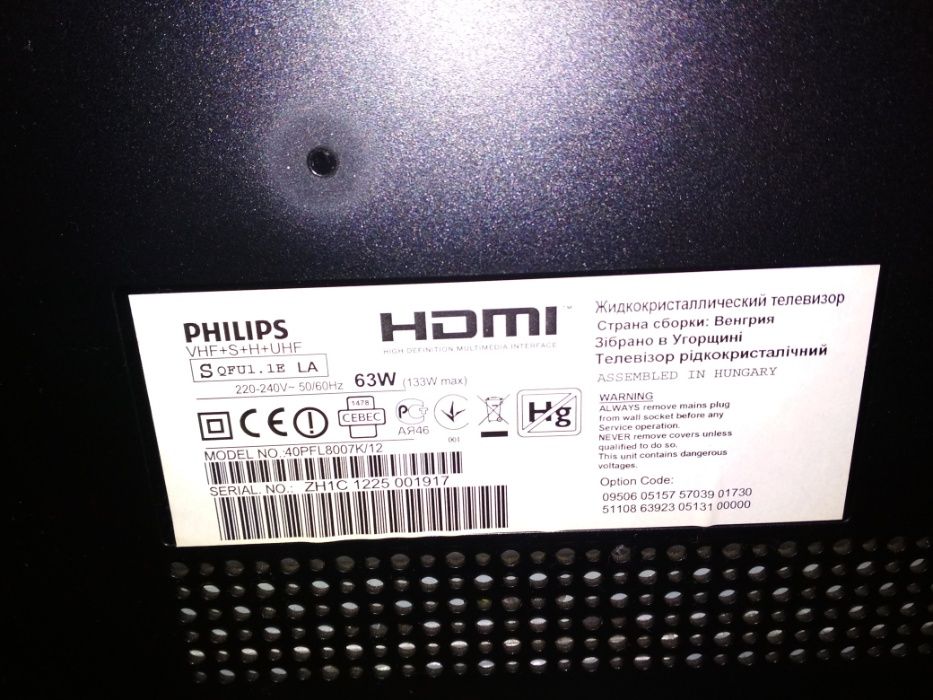 PHILIPS
VHF+S+H+UHF
S QFU1.1E LA
220-240V~ 50/60Hz 63W (133W max)
HDMI™
HIGH DEFINITION MULTIMEDIA INTERFACE
1478
CEBEC
АЯ46
001
Hg
MODEL NO.:40PFL8007K/12
SERIAL. NO.: ZH1C 1225 001917
Жидкокристаллический телевизор
Страна сборки: Венгрия
Зібрано в Угорщині
Телевізор рідкокристалічний
ASSEMBLED IN HUNGARY
WARNING
ALWAYS remove mains plug
from wall socket before any
Service operation.
NEVER remove covers unless
qualified to do so.
This unit contains dangerous
voltages.
Option Code:
09506 05157 57039 01730
51108 63923 05131 00000